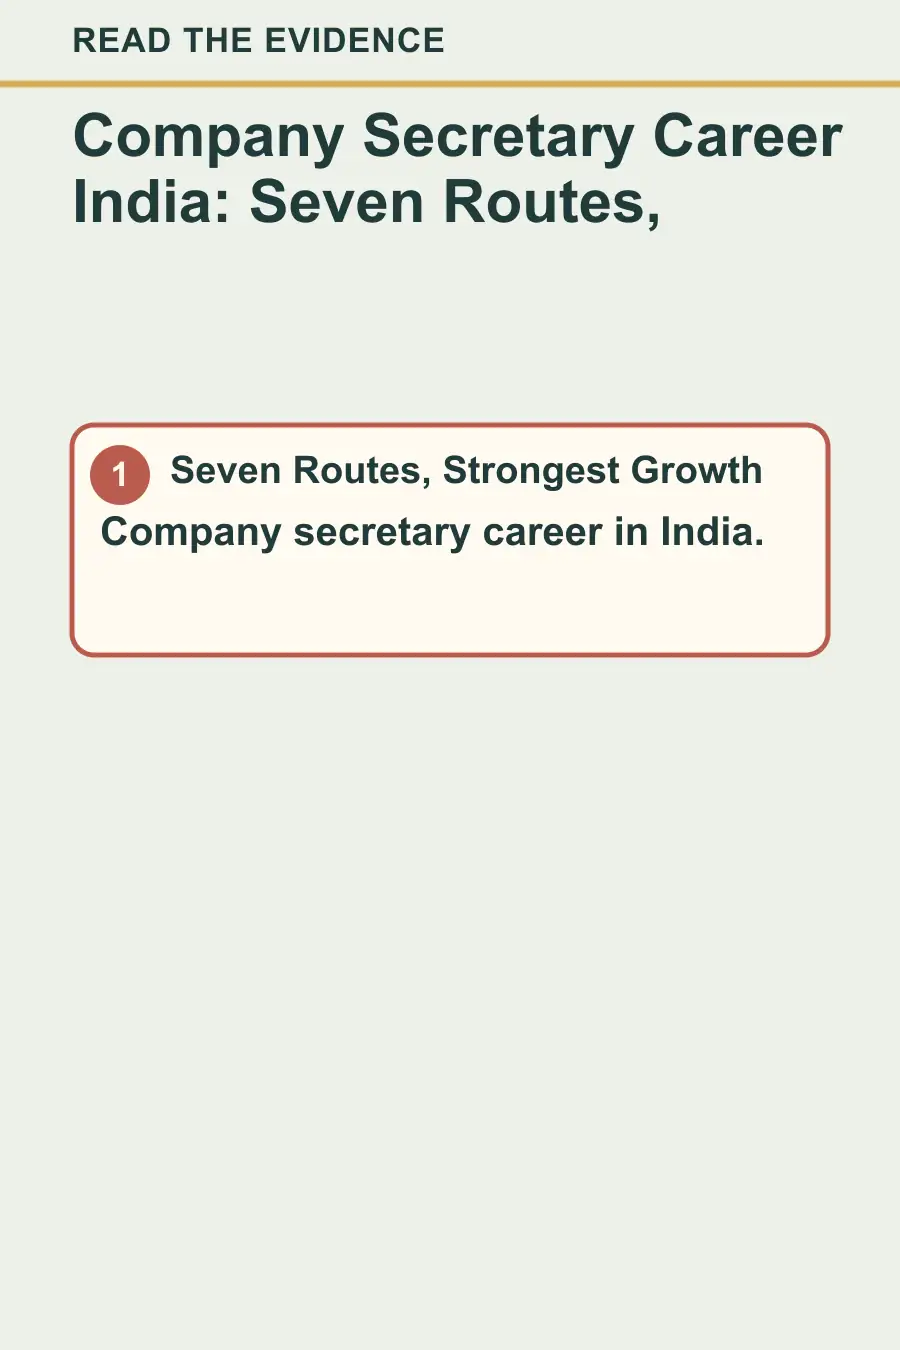 READ THE EVIDENCE
Company Secretary Career
India: Seven Routes,
1 Seven Routes, Strongest Growth
Company secretary career in India.